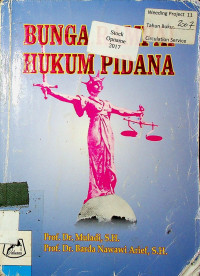 BUNGA
HUKUM PIDANA
Stock
Opname
2017
Weeding Project 11
Tahun Buku: 2007
Circulation Service
Prof. Dr. Muladi, S.H.
Prof. Dr. Barda Nawawi Arief, S.H.